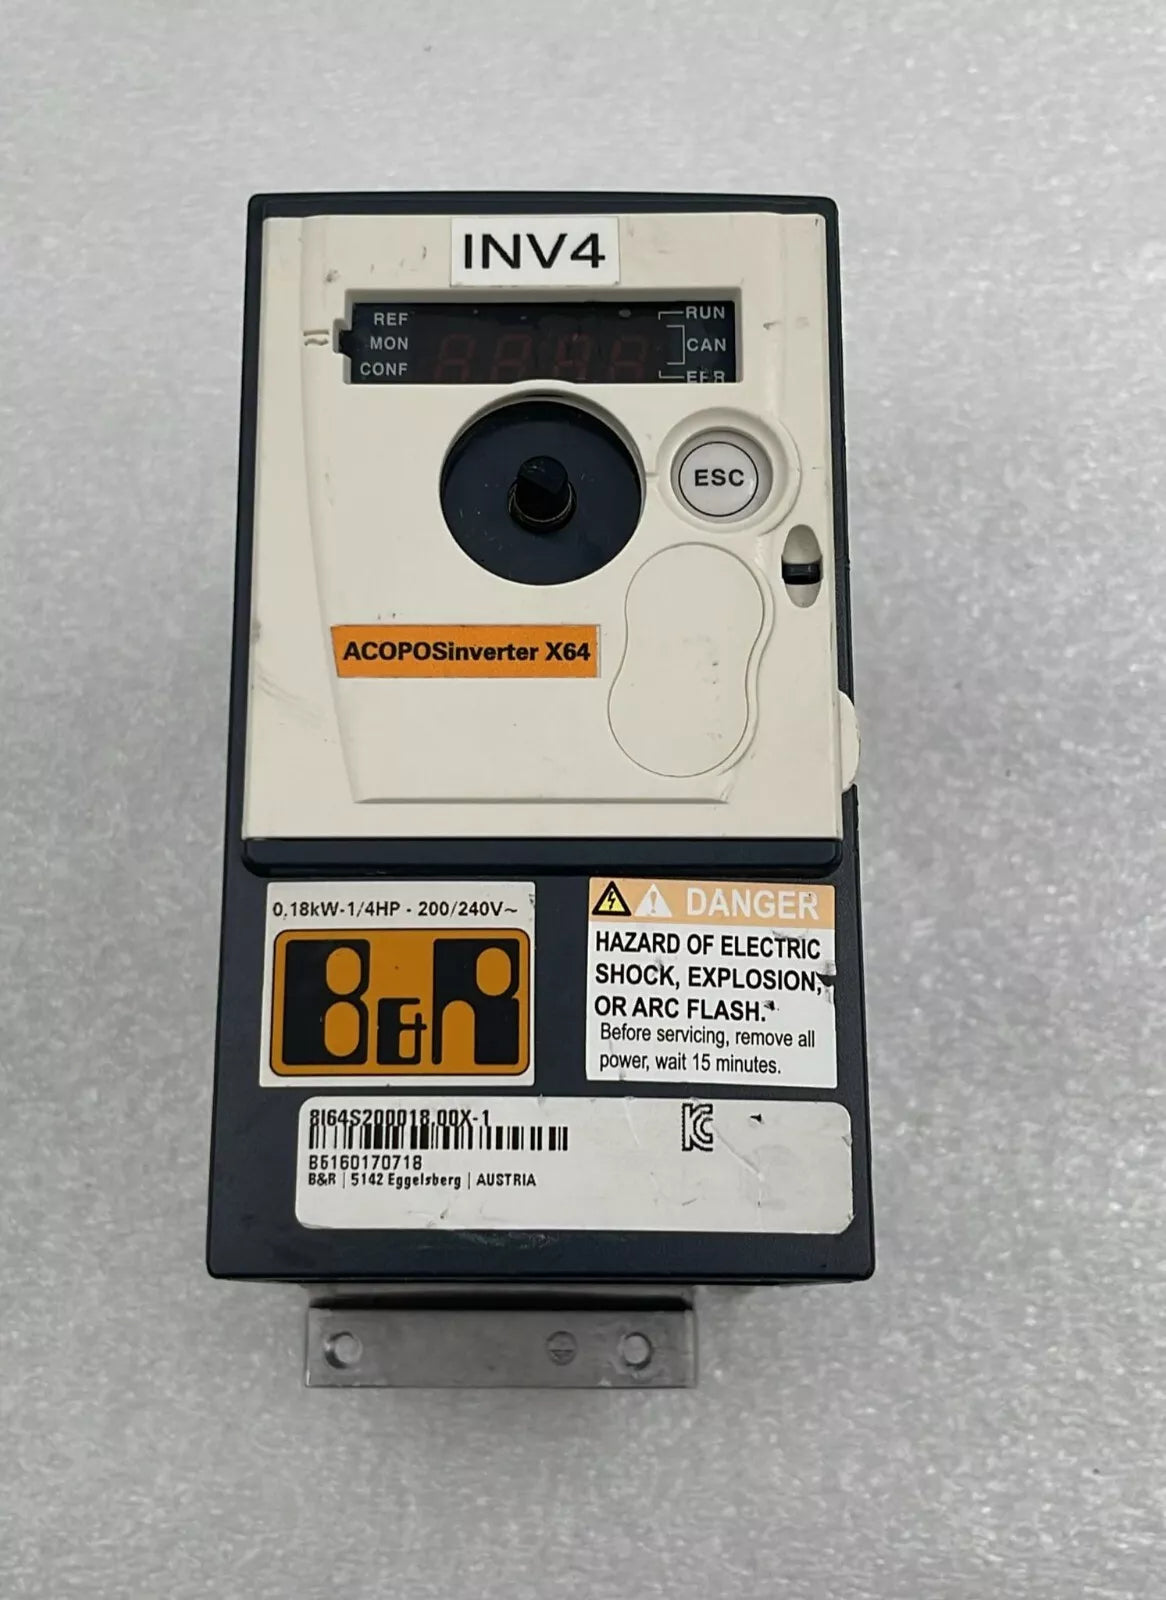 INV4
REF
MON
CONF
RUN
CAN
ERR
ESC
ACOPOSinverter X64
0,18kW-1/4HP - 200/240V~
B&R
DANGER
HAZARD OF ELECTRIC
SHOCK, EXPLOSION,
OR ARC FLASH.
Before servicing, remove all
power, wait 15 minutes.
8I64S200018.00X-1
B5160170718
B&R | 5142 Eggelsberg | AUSTRIA